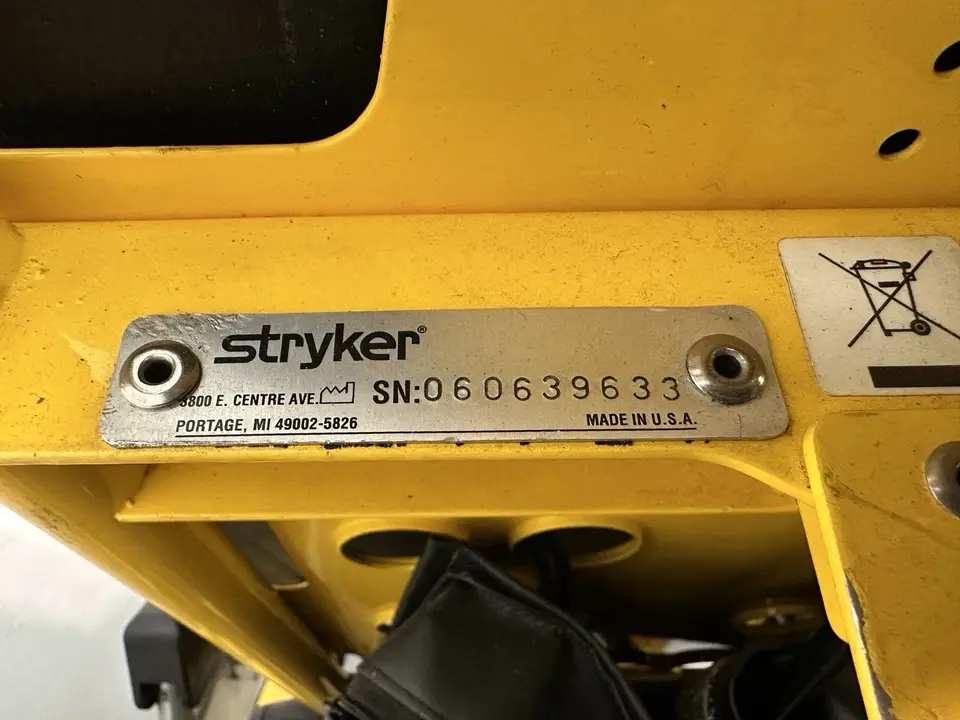 stryker®
3800 E. CENTRE AVE.
SN:060639633
PORTAGE, MI 49002-5826
MADE IN U.S.A.